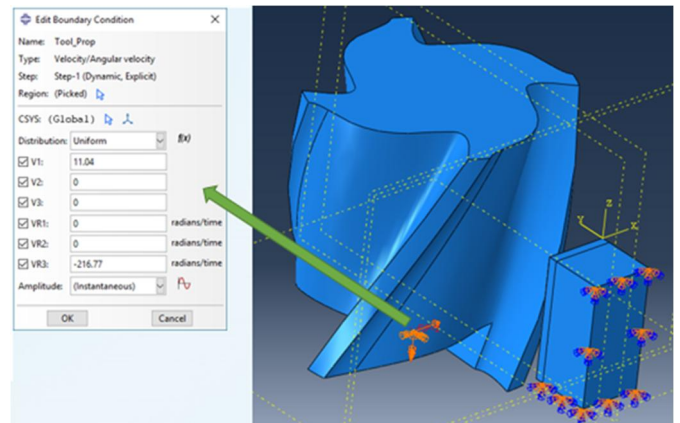 Edit Boundary Condition
Name: Tool_Prop
Type: Velocity/Angular velocity
Step: Step-1 (Dynamic, Explicit)
Region: (Picked)
CSYS: (Global)
Distribution: Uniform f(x)
V1: 11.04
V2: 0
V3: 0
VR1: 0 radians/time
VR2: 0 radians/time
VR3: -216.77 radians/time
Amplitude: (Instantaneous)
OK Cancel
Z
Y
X